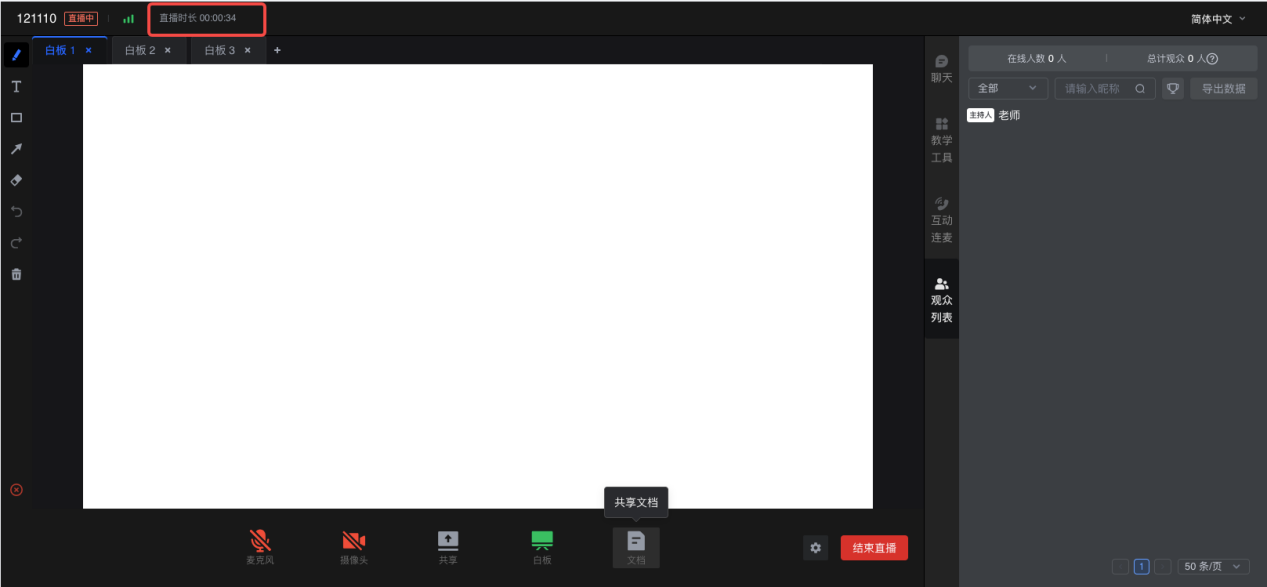 121110 直播中 直播时长 00:00:34 简体中文
白板 1 × 白板 2 × 白板 3 × +
在线人数 0 人 总计观众 0 人
全部 请输入昵称 导出数据
主持人 老师
聊天
教学
工具
互动
连麦
观众
列表
共享文档
麦克风 摄像头 共享 白板 文档
结束直播
1 50 条/页